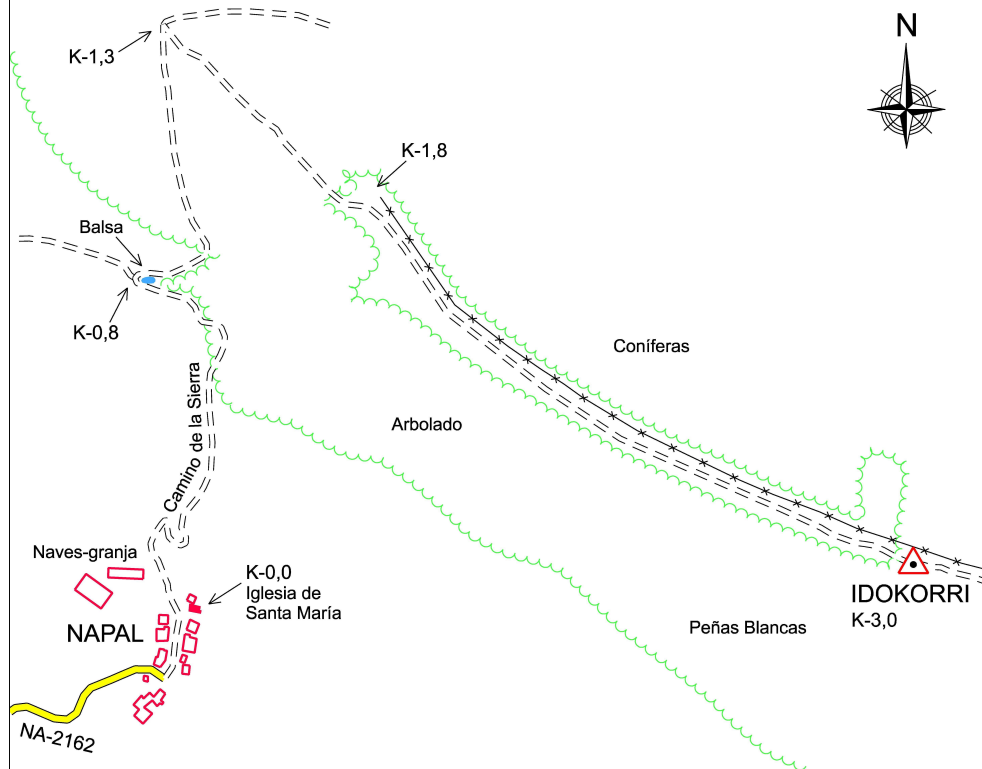 N
K-1,3
K-1,8
Balsa
K-0,8
Coníferas
Camino de la Sierra
Arbolado
Naves-granja
K-0,0
Iglesia de
Santa María
IDOKORRI
K-3,0
NAPAL
Peñas Blancas
NA-2162